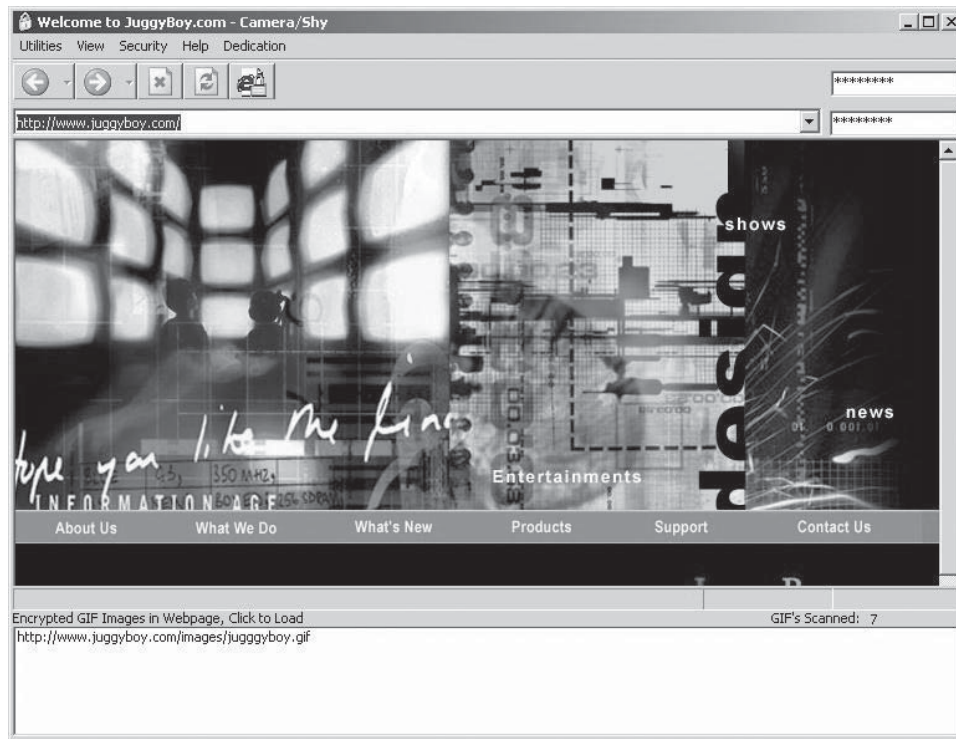 Welcome to JuggyBoy.com - Camera/Shy
Utilities View Security Help Dedication
********
http://www.juggyboy.com/
********
shows
design
news
hope you like the
350 MHz,
INFORMATION AGE
Entertainments
About Us What We Do What's New Products Support Contact Us
Encrypted GIF Images in Webpage, Click to Load GIF's Scanned: 7
http://www.juggyboy.com/images/jugggyboy.gif